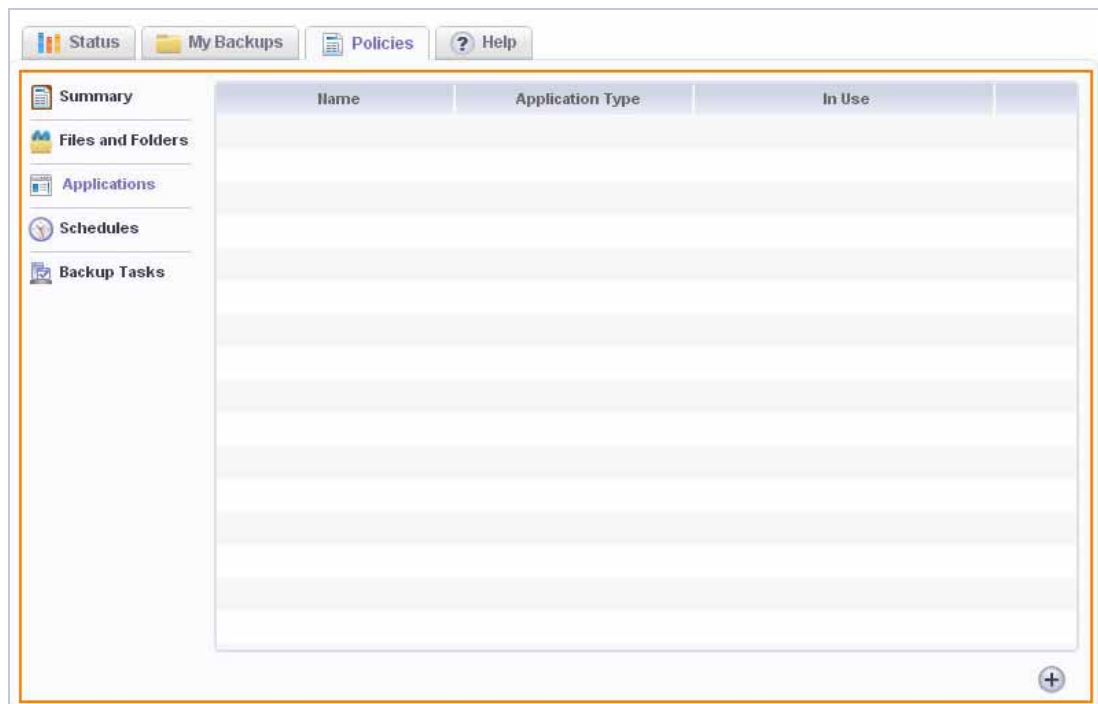 Status My Backups Policies ? Help
Summary
Name Application Type In Use
Files and Folders
Applications
Schedules
Backup Tasks